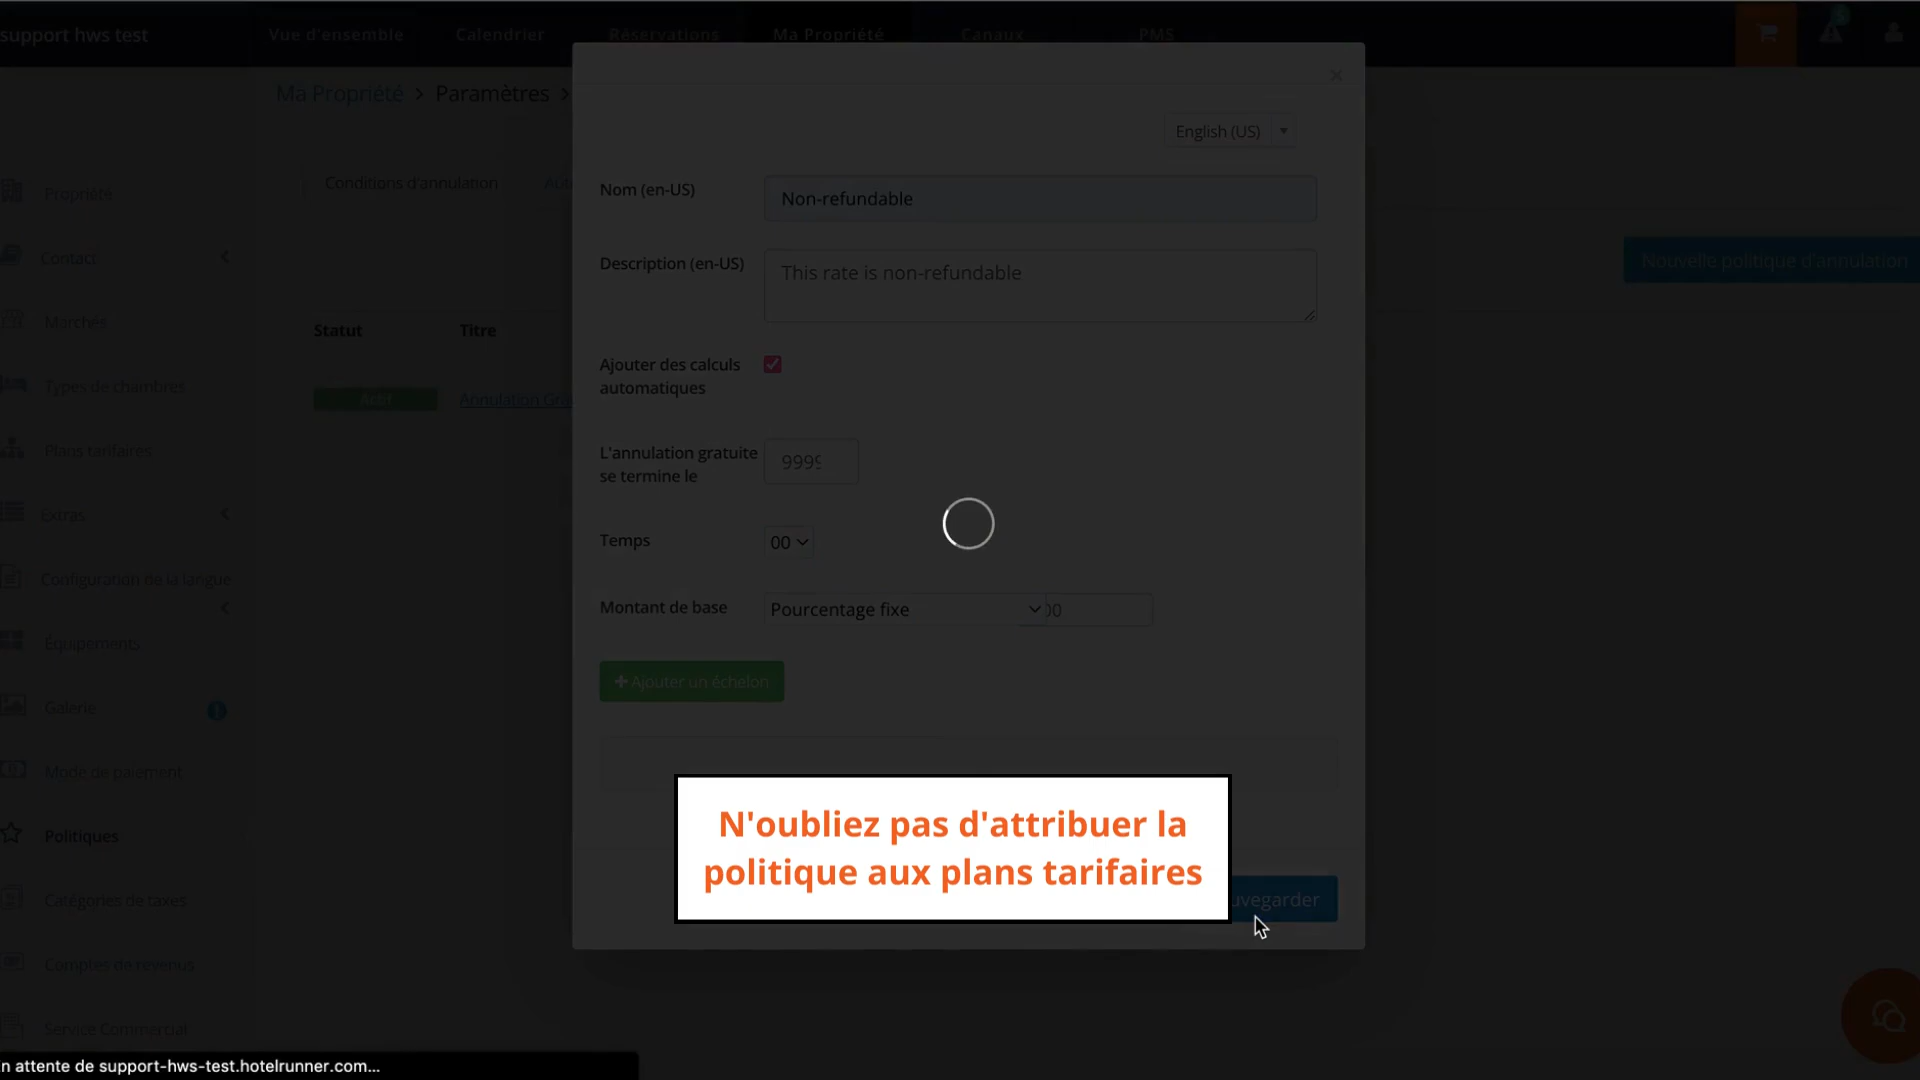 support hws test
Vue d'ensemble
Calendrier
Réservations
Ma Propriété
Canaux
PMS
Ma Propriété > Paramètres >
English (US)
Conditions d'annulation
Nom (en-US)
Non-refundable
Propriété
Description (en-US)
This rate is non-refundable
Contact
Nouvelle politique d'annulation
Marchés
Statut
Titre
Ajouter des calculs
automatiques
Types de chambres
Actif
Annulation
Plans tarifaires
L'annulation gratuite
se termine le
Extras
Temps
00
Configuration de la langue
Montant de base
Pourcentage fixe
Equipements
+ Ajouter un échelon
Galerie
Mode de paiement
N'oubliez pas d'attribuer la
politique aux plans tarifaires
Politiques
Catégories de taxes
Comptes de revenus
Service Commercial
attente de support-hws-test.hotelrunner.com...